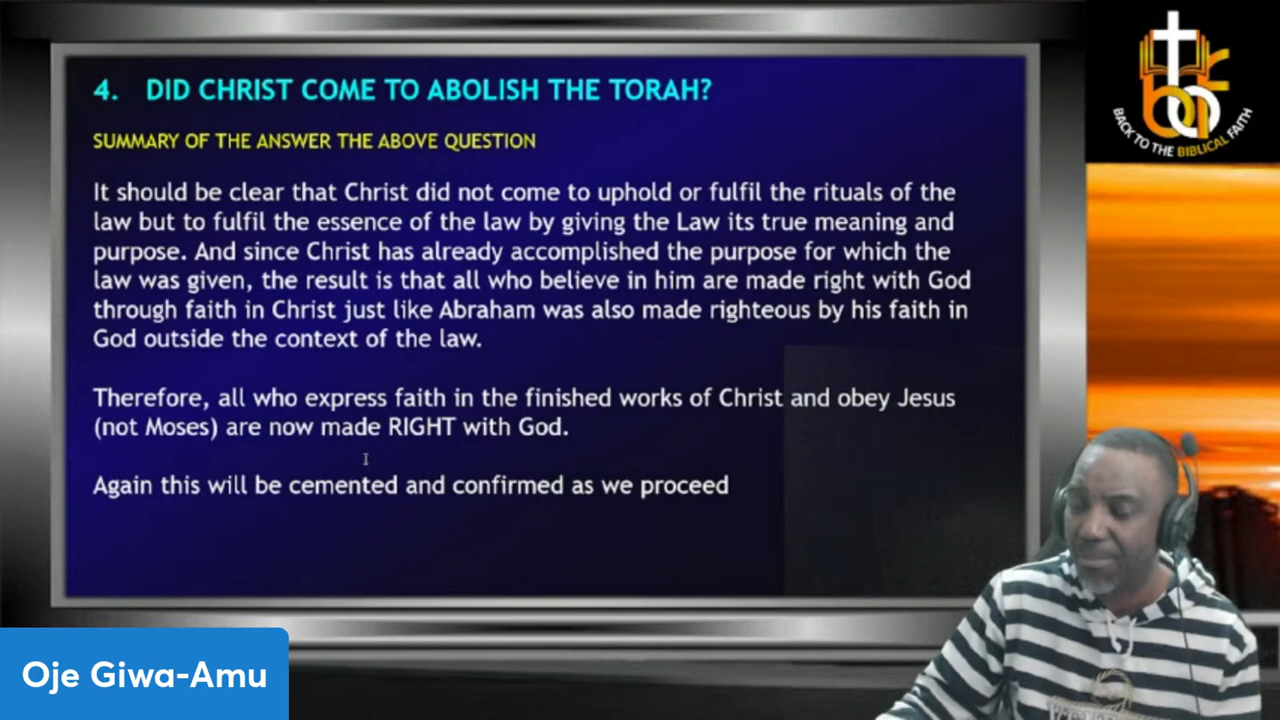 4. DID CHRIST COME TO ABOLISH THE TORAH?
SUMMARY OF THE ANSWER THE ABOVE QUESTION
It should be clear that Christ did not come to uphold or fulfil the rituals of the
law but to fulfil the essence of the law by giving the Law its true meaning and
purpose. And since Christ has already accomplished the purpose for which the
law was given, the result is that all who believe in him are made right with God
through faith in Christ just like Abraham was also made righteous by his faith in
God outside the context of the law.
Therefore, all who express faith in the finished works of Christ and obey Jesus
(not Moses) are now made RIGHT with God.
Again this will be cemented and confirmed as we proceed
BACK TO THE BIBLICAL FAITH
Oje Giwa-Amu